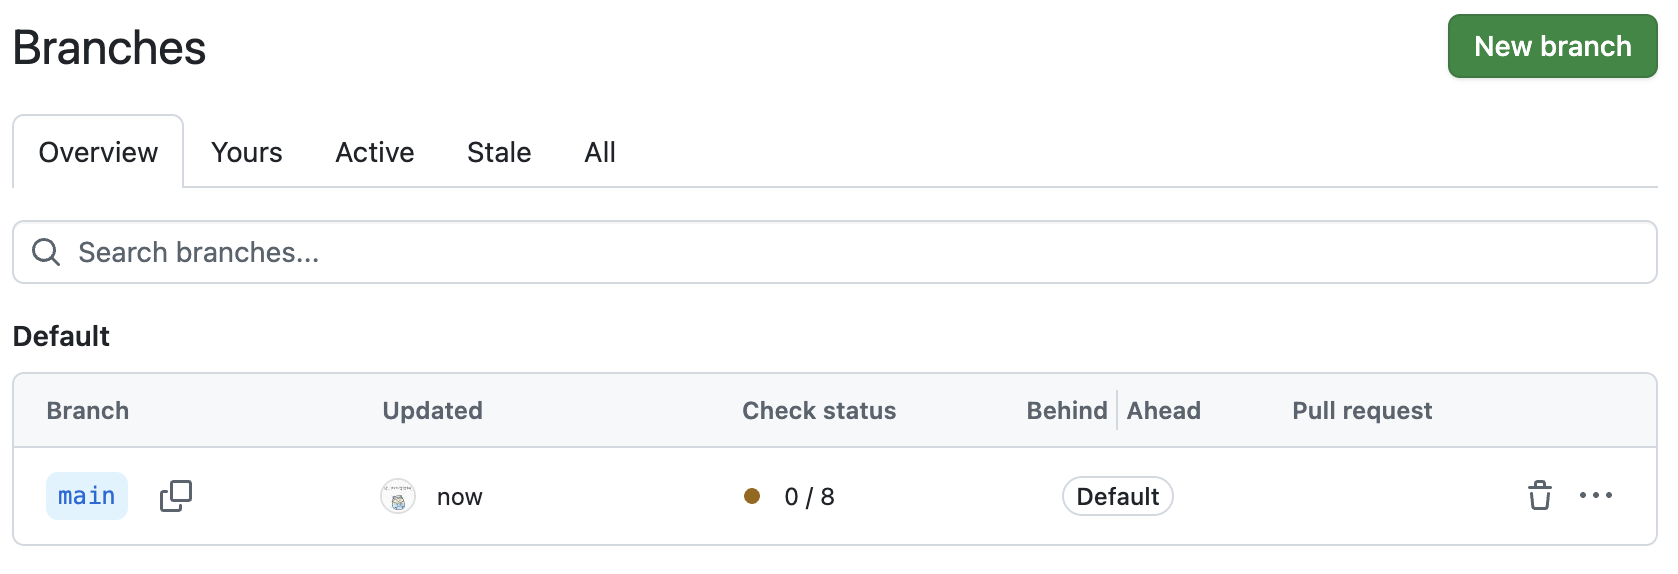 Branches
New branch
Overview Yours Active Stale All
Search branches...
Default
Branch Updated Check status Behind Ahead Pull request
main now 0 / 8 Default